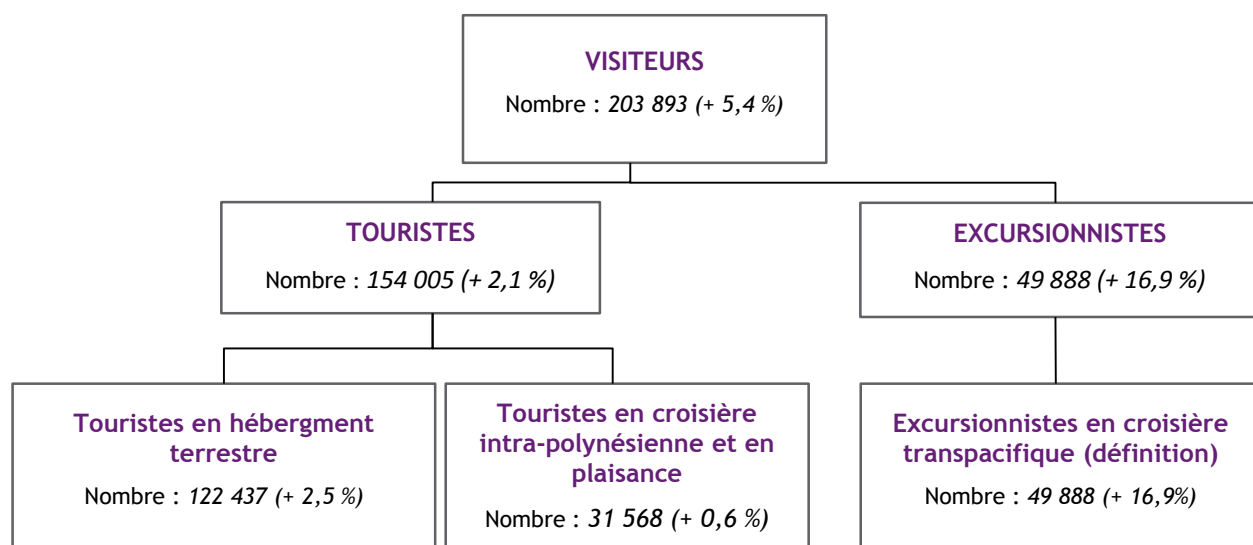 VISITEURS
Nombre : 203 893 (+ 5,4 %)
TOURISTES
Nombre : 154 005 (+ 2,1 %)
EXCURSIONNISTES
Nombre : 49 888 (+ 16,9 %)
Touristes en hébergment
terrestre
Nombre : 122 437 (+ 2,5 %)
Touristes en croisière
intra-polynésienne et en
plaisance
Nombre : 31 568 (+ 0,6 %)
Excursionnistes en croisière
transpacifique (définition)
Nombre : 49 888 (+ 16,9%)